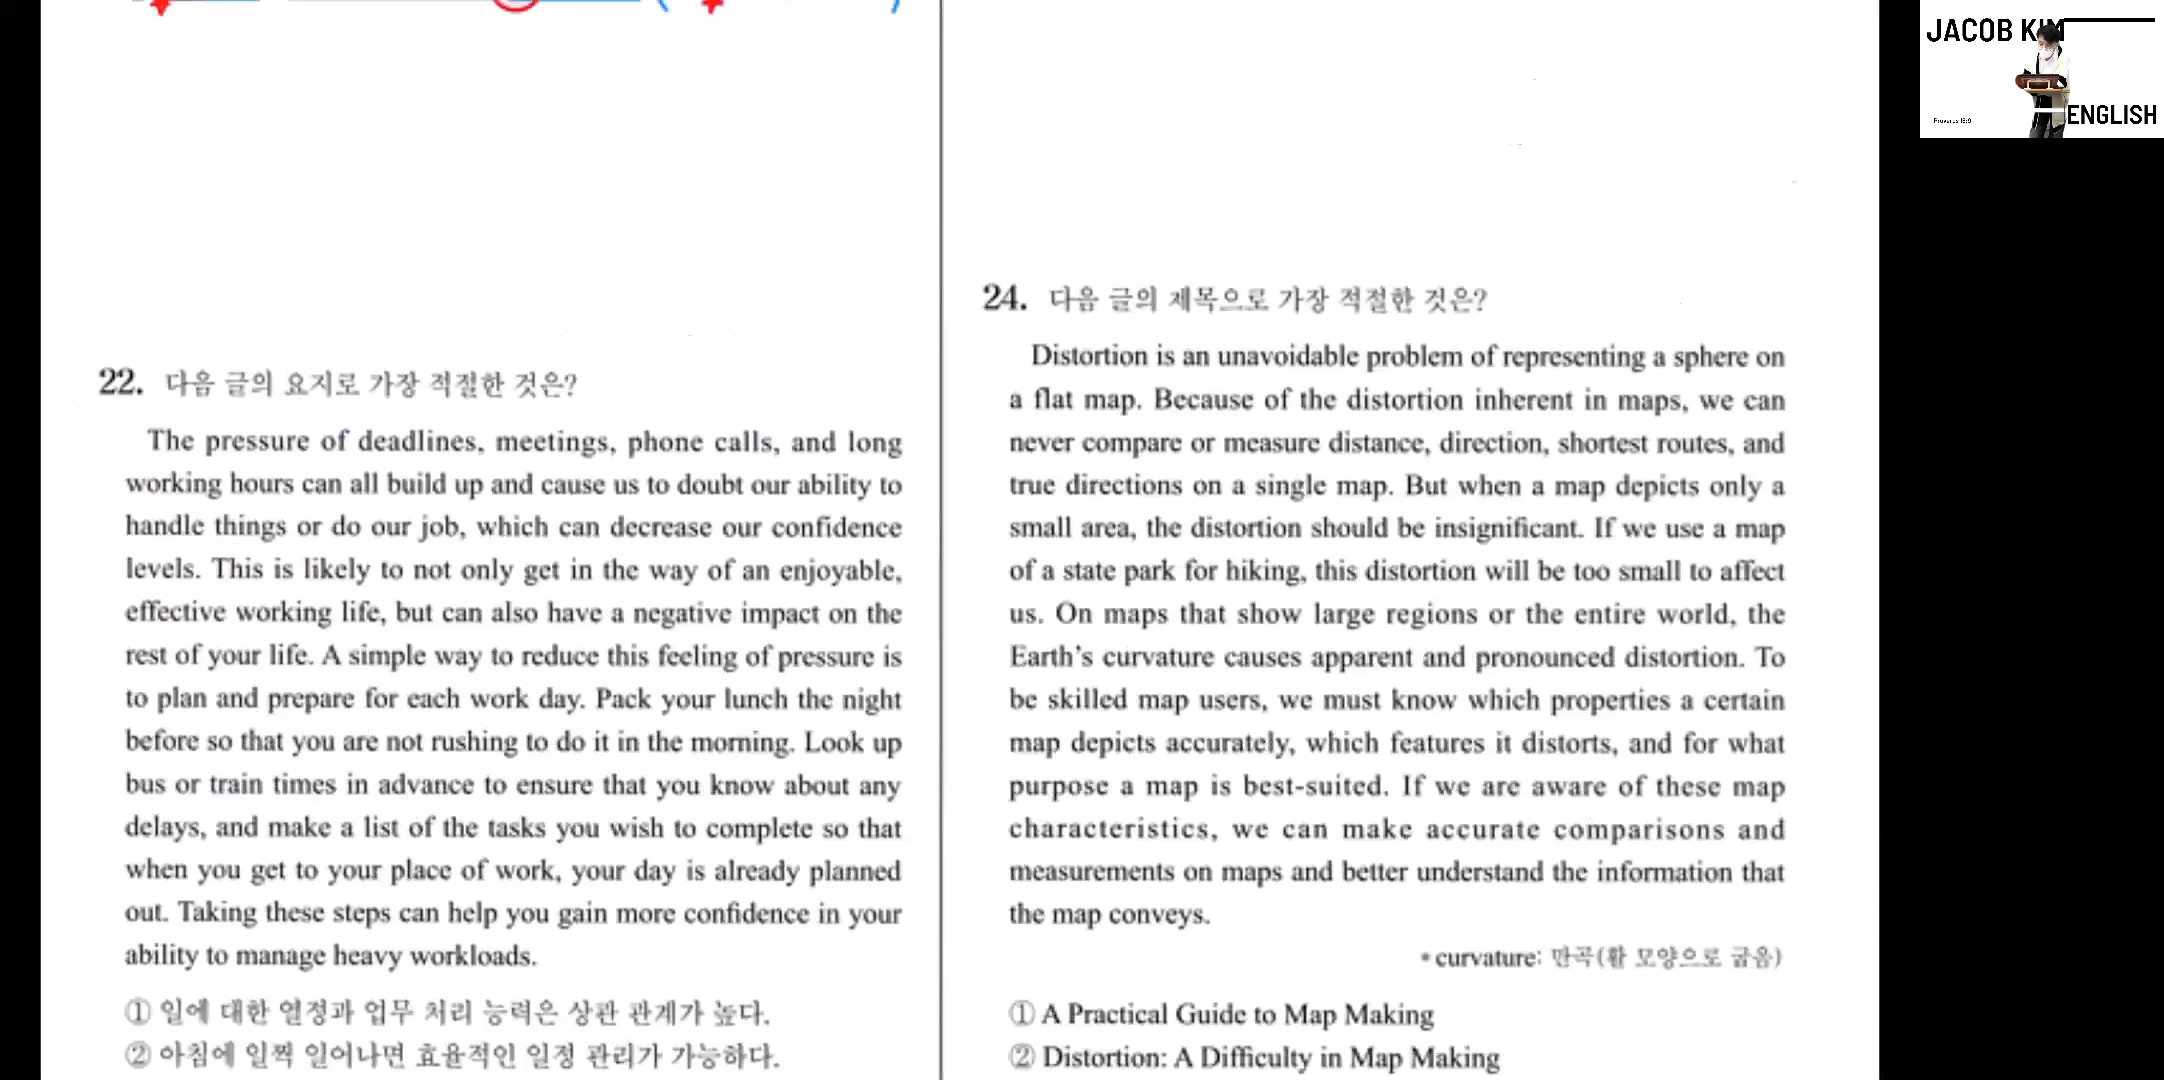 JACOB KIM
ENGLISH
Proverbs 16:9
22. 다음 글의 요지로 가장 적절한 것은?
The pressure of deadlines, meetings, phone calls, and long
working hours can all build up and cause us to doubt our ability to
handle things or do our job, which can decrease our confidence
levels. This is likely to not only get in the way of an enjoyable,
effective working life, but can also have a negative impact on the
rest of your life. A simple way to reduce this feeling of pressure is
to plan and prepare for each work day. Pack your lunch the night
before so that you are not rushing to do it in the morning. Look up
bus or train times in advance to ensure that you know about any
delays, and make a list of the tasks you wish to complete so that
when you get to your place of work, your day is already planned
out. Taking these steps can help you gain more confidence in your
ability to manage heavy workloads.
① 일에 대한 열정과 업무 처리 능력은 상관 관계가 높다.
② 아침에 일찍 일어나면 효율적인 일정 관리가 가능하다.
24. 다음 글의 제목으로 가장 적절한 것은?
Distortion is an unavoidable problem of representing a sphere on
a flat map. Because of the distortion inherent in maps, we can
never compare or measure distance, direction, shortest routes, and
true directions on a single map. But when a map depicts only a
small area, the distortion should be insignificant. If we use a map
of a state park for hiking, this distortion will be too small to affect
us. On maps that show large regions or the entire world, the
Earth's curvature causes apparent and pronounced distortion. To
be skilled map users, we must know which properties a certain
map depicts accurately, which features it distorts, and for what
purpose a map is best-suited. If we are aware of these map
characteristics, we can make accurate comparisons and
measurements on maps and better understand the information that
the map conveys.
* curvature: 만곡(활 모양으로 굽음)
① A Practical Guide to Map Making
② Distortion: A Difficulty in Map Making